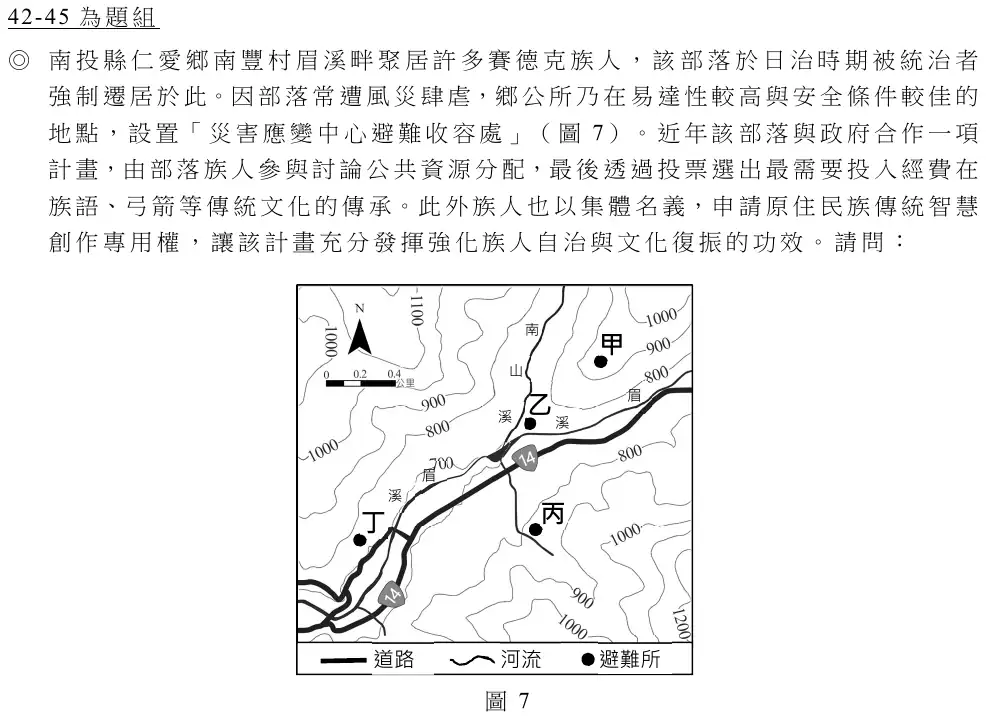 42-45 為題組
◎ 南投縣仁愛鄉南豐村眉溪畔聚居許多賽德克族人，該部落於日治時期被統治者
強制遷居於此。因部落常遭風災肆虐，鄉公所乃在易達性較高與安全條件較佳的
地點，設置「災害應變中心避難收容處」（圖 7）。近年該部落與政府合作一項
計畫，由部落族人參與討論公共資源分配，最後透過投票選出最需要投入經費在
族語、弓箭等傳統文化的傳承。此外族人也以集體名義，申請原住民族傳統智慧
創作專用權，讓該計畫充分發揮強化族人自治與文化復振的功效。請問：
N
1000
1100
0 0.2 0.4
公里
南
山
溪
甲
1000
900
800
眉
溪
乙
900
800
1000
700
眉
溪
14
800
丁
丙
1000
14
900
1000
1200
道路 河流 避難所
圖 7